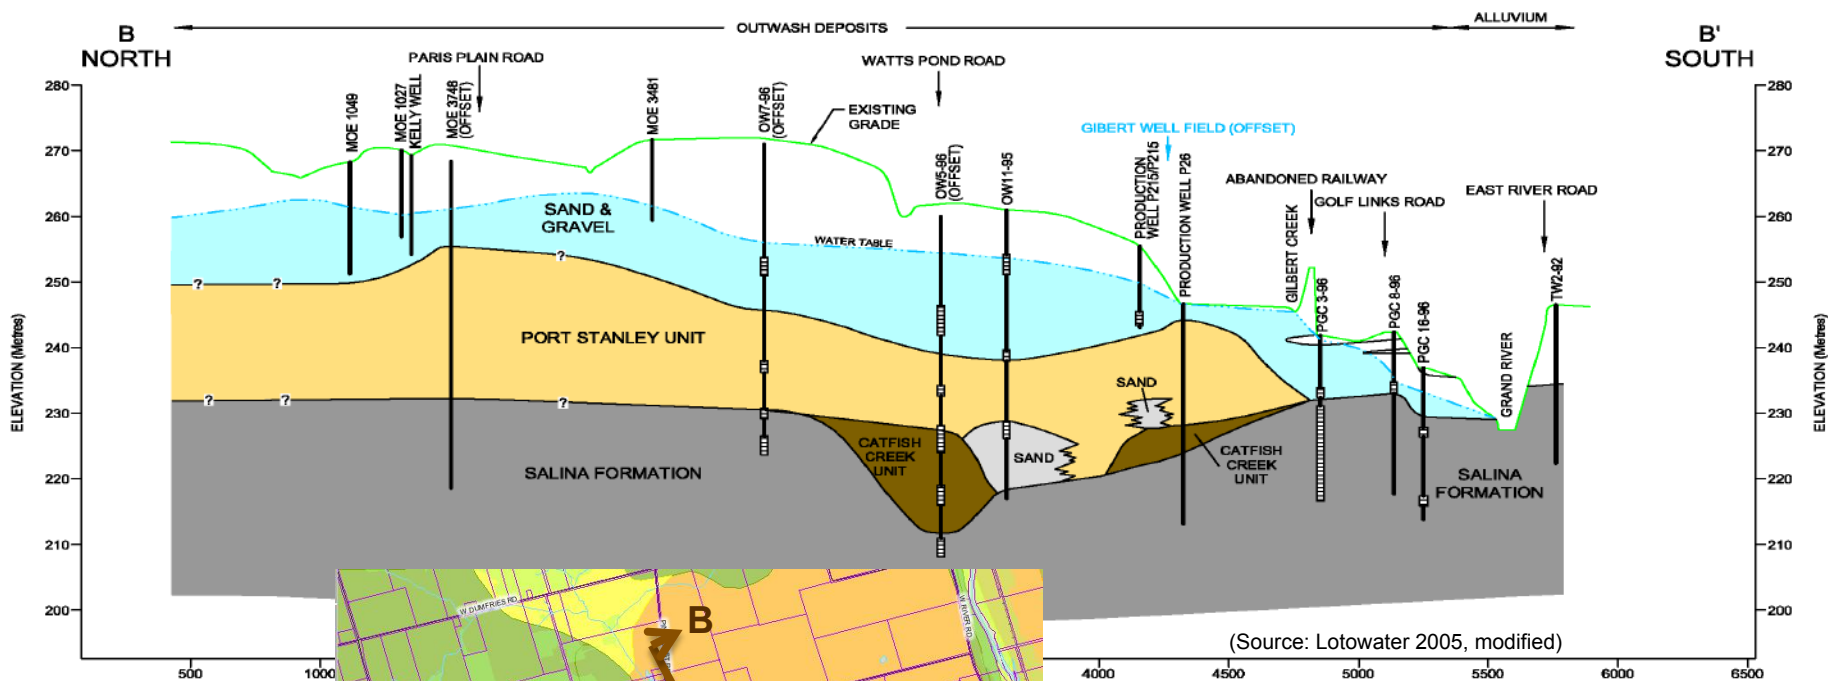 B
NORTH
OUTWASH DEPOSITS
ALLUVIUM
B'
SOUTH
PARIS PLAIN ROAD
WATTS POND ROAD
EXISTING
GRADE
GIBERT WELL FIELD (OFFSET)
ABANDONED RAILWAY
GOLF LINKS ROAD
EAST RIVER ROAD
MOE 1049
MOE 1027
KELLY WELL
MOE 3748
(OFFSET)
MOE 3481
OW7-96
(OFFSET)
OW5-96
(OFFSET)
OW11-95
PRODUCTION
WELL P215/P215
PRODUCTION WELL P26
GILBERT CREEK
PGC 3-96
PGC 8-96
PGC 16-96
GRAND RIVER
TW2-92
ELEVATION (Metres)
280
270
260
250
240
230
220
210
200
280
270
260
250
240
230
220
210
200
ELEVATION (Metres)
SAND &
GRAVEL
WATER TABLE
? ? ?
PORT STANLEY UNIT
SAND
? ? ?
CATFISH
CREEK
UNIT
SAND
CATFISH
CREEK
UNIT
SALINA FORMATION
SALINA
FORMATION
W DUMFRIES RD
B
W RIVER RD
(Source: Lotowater 2005, modified)
500 1000 4000 4500 5000 5500 6000 6500